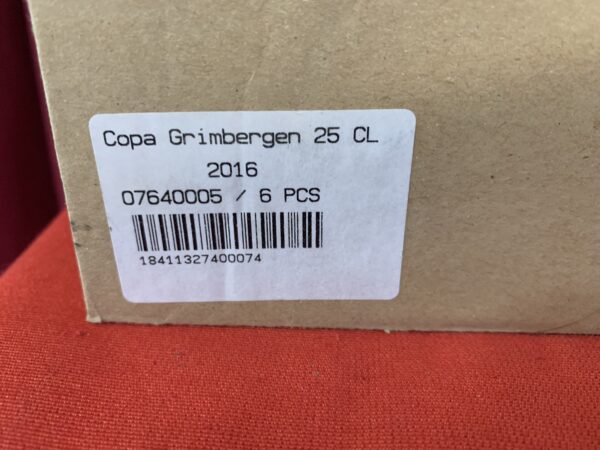 Copa Grimbergen 25 CL
2016
07640005 / 6 PCS
18411327400074